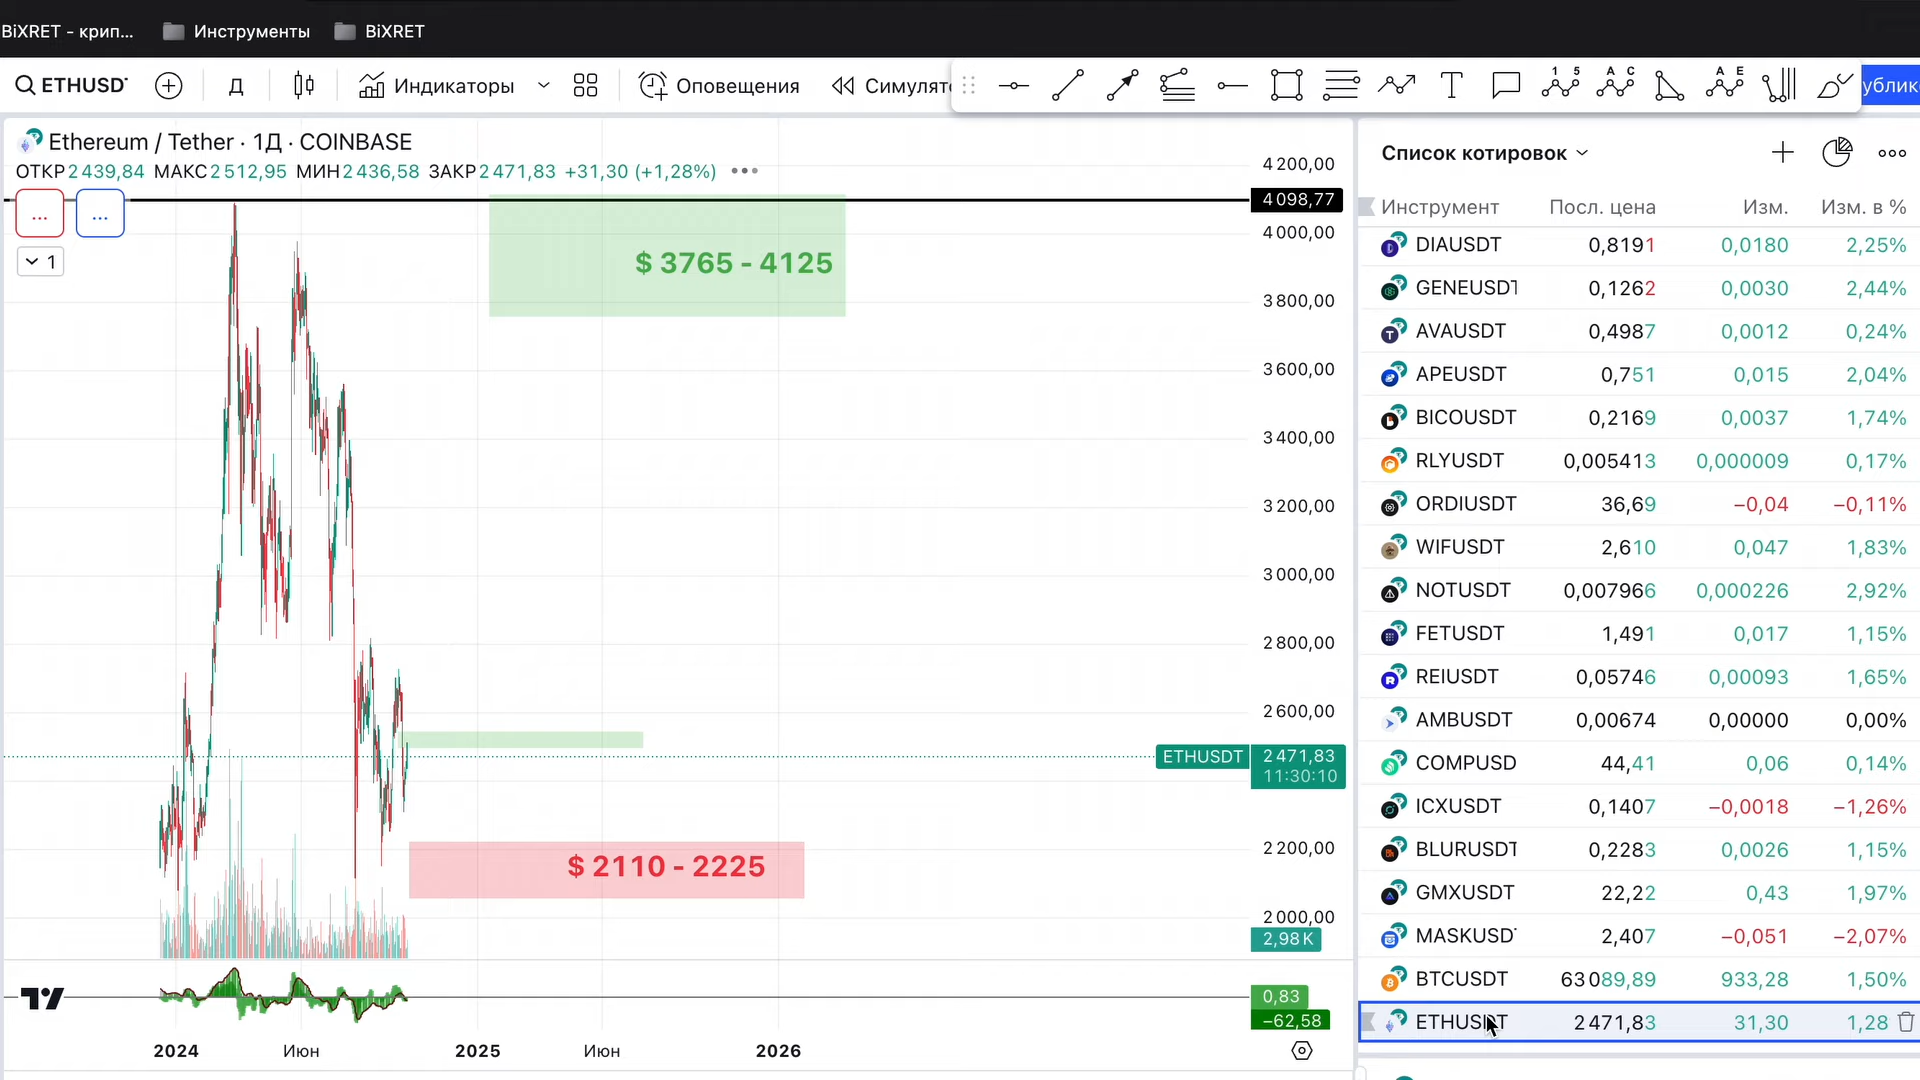 BiXRET - крип...
Инструменты
BiXRET
ETHUSDT
Д
Индикаторы
Оповещения
Симулято
ублик
Ethereum / Tether · 1Д · COINBASE
ОТКР 2 439,84 МАКС 2 512,95 МИН 2 436,58 ЗАКР 2 471,83 +31,30 (+1,28%)
...
...
1
$ 3765 - 4125
$ 2110 - 2225
4 200,00
4 098,77
4 000,00
3 800,00
3 600,00
3 400,00
3 200,00
3 000,00
2 800,00
2 600,00
ETHUSDT 2 471,83
11:30:10
2 200,00
2 000,00
2,98 K
0,83
−62,58
2024 Июн 2025 Июн 2026
Список котировок
Инструмент Посл. цена Изм. Изм. в %
DIAUSDT 0,8191 0,0180 2,25%
GENEUSDT 0,1262 0,0030 2,44%
AVAUSDT 0,4987 0,0012 0,24%
APEUSDT 0,751 0,015 2,04%
BICOUSDT 0,2169 0,0037 1,74%
RLYUSDT 0,005413 0,000009 0,17%
ORDIUSDT 36,69 −0,04 −0,11%
WIFUSDT 2,610 0,047 1,83%
NOTUSDT 0,007966 0,000226 2,92%
FETUSDT 1,491 0,017 1,15%
REIUSDT 0,05746 0,00093 1,65%
AMBUSDT 0,00674 0,00000 0,00%
COMPUSD 44,41 0,06 0,14%
ICXUSDT 0,1407 −0,0018 −1,26%
BLURUSDT 0,2283 0,0026 1,15%
GMXUSDT 22,22 0,43 1,97%
MASKUSDT 2,407 −0,051 −2,07%
BTCUSDT 63 089,89 933,28 1,50%
ETHUSDT 2 471,83 31,30 1,28